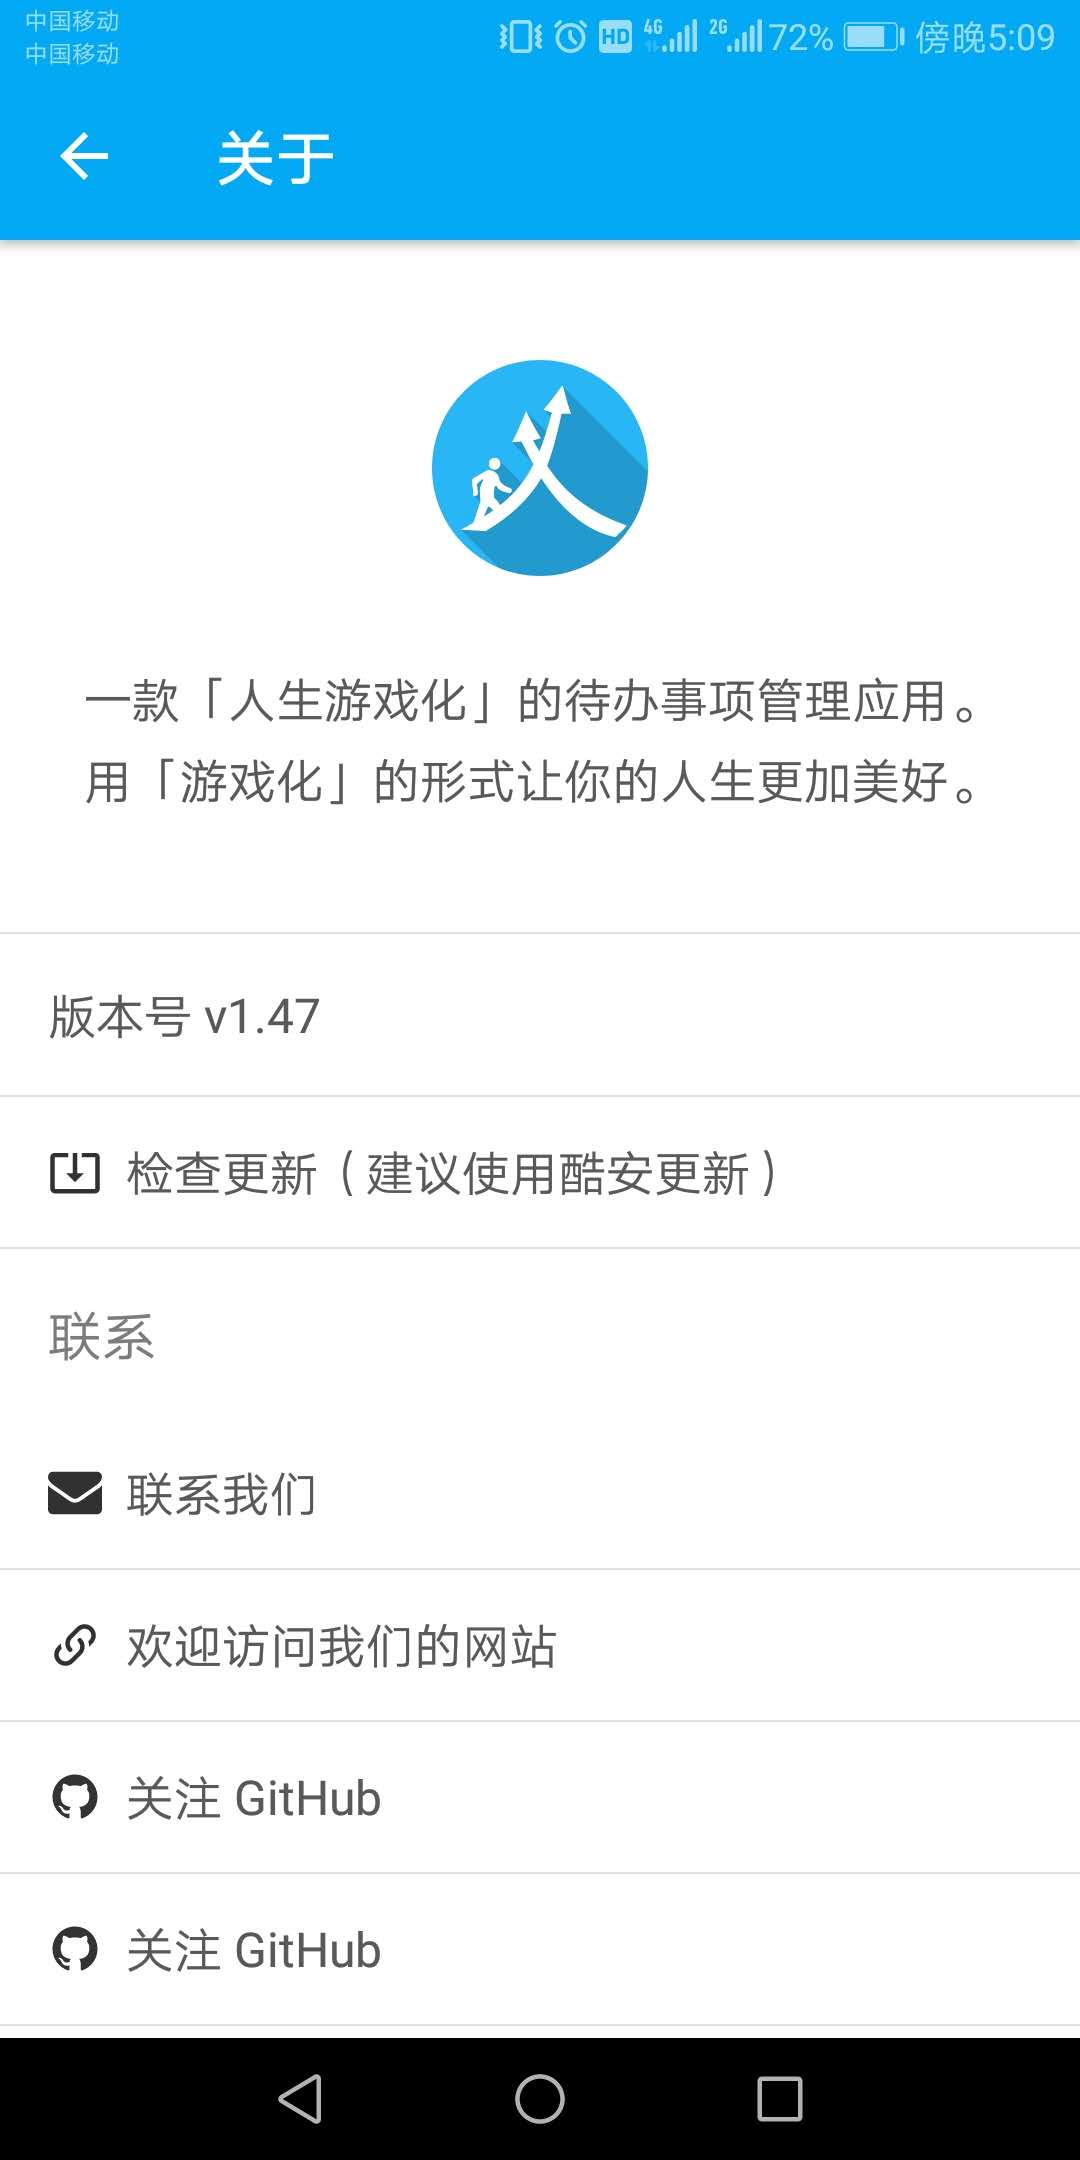 中国移动
中国移动
HD 4G 2G 72% 傍晚5:09
关于
一款「人生游戏化」的待办事项管理应用。
用「游戏化」的形式让你的人生更加美好。
版本号 v1.47
检查更新（建议使用酷安更新）
联系
联系我们
欢迎访问我们的网站
关注 GitHub
关注 GitHub